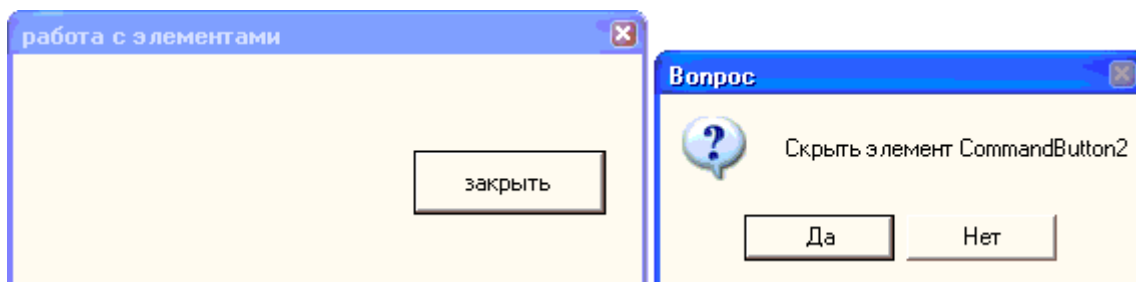 работа с элементами
закрыть
Вопрос
Скрыть элемент CommandButton2
Да
Нет